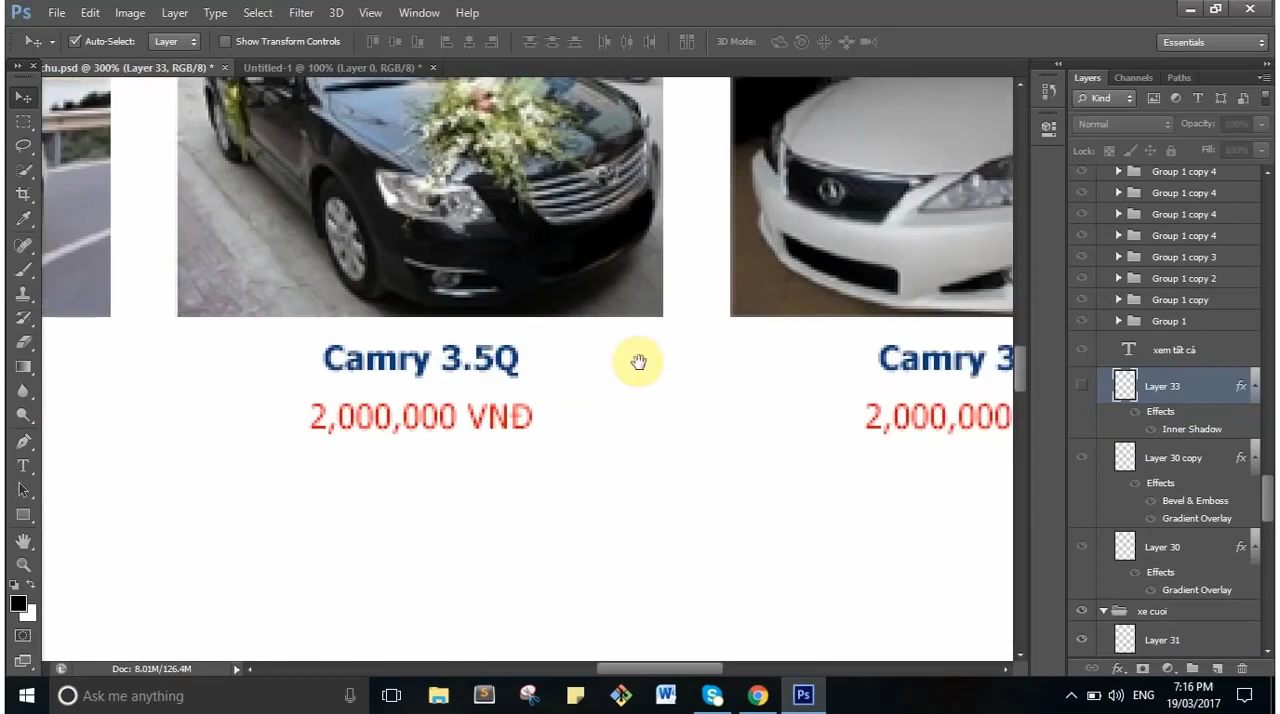 Ps File Edit Image Layer Type Select Filter 3D View Window Help
Auto-Select: Layer Show Transform Controls 3D Mode: Essentials
chu.psd @ 300% (Layer 33, RGB/8) * × Untitled-1 @ 100% (Layer 0, RGB/8) * ×
Layers Channels Paths
Kind
Normal Opacity: 100%
Lock: Fill: 100%
Group 1 copy 4
Group 1 copy 4
Group 1 copy 4
Group 1 copy 4
Group 1 copy 3
Group 1 copy 2
Group 1 copy
Group 1
xem tất cả
Layer 33 fx
Effects
Inner Shadow
Layer 30 copy fx
Effects
Bevel & Emboss
Gradient Overlay
Layer 30 fx
Effects
Gradient Overlay
xe cuoi
Layer 31
Camry 3.5Q
2,000,000 VNĐ
Camry 3
2,000,000
Doc: 8.01M/126.4M
Ask me anything
ENG
7:16 PM
19/03/2017